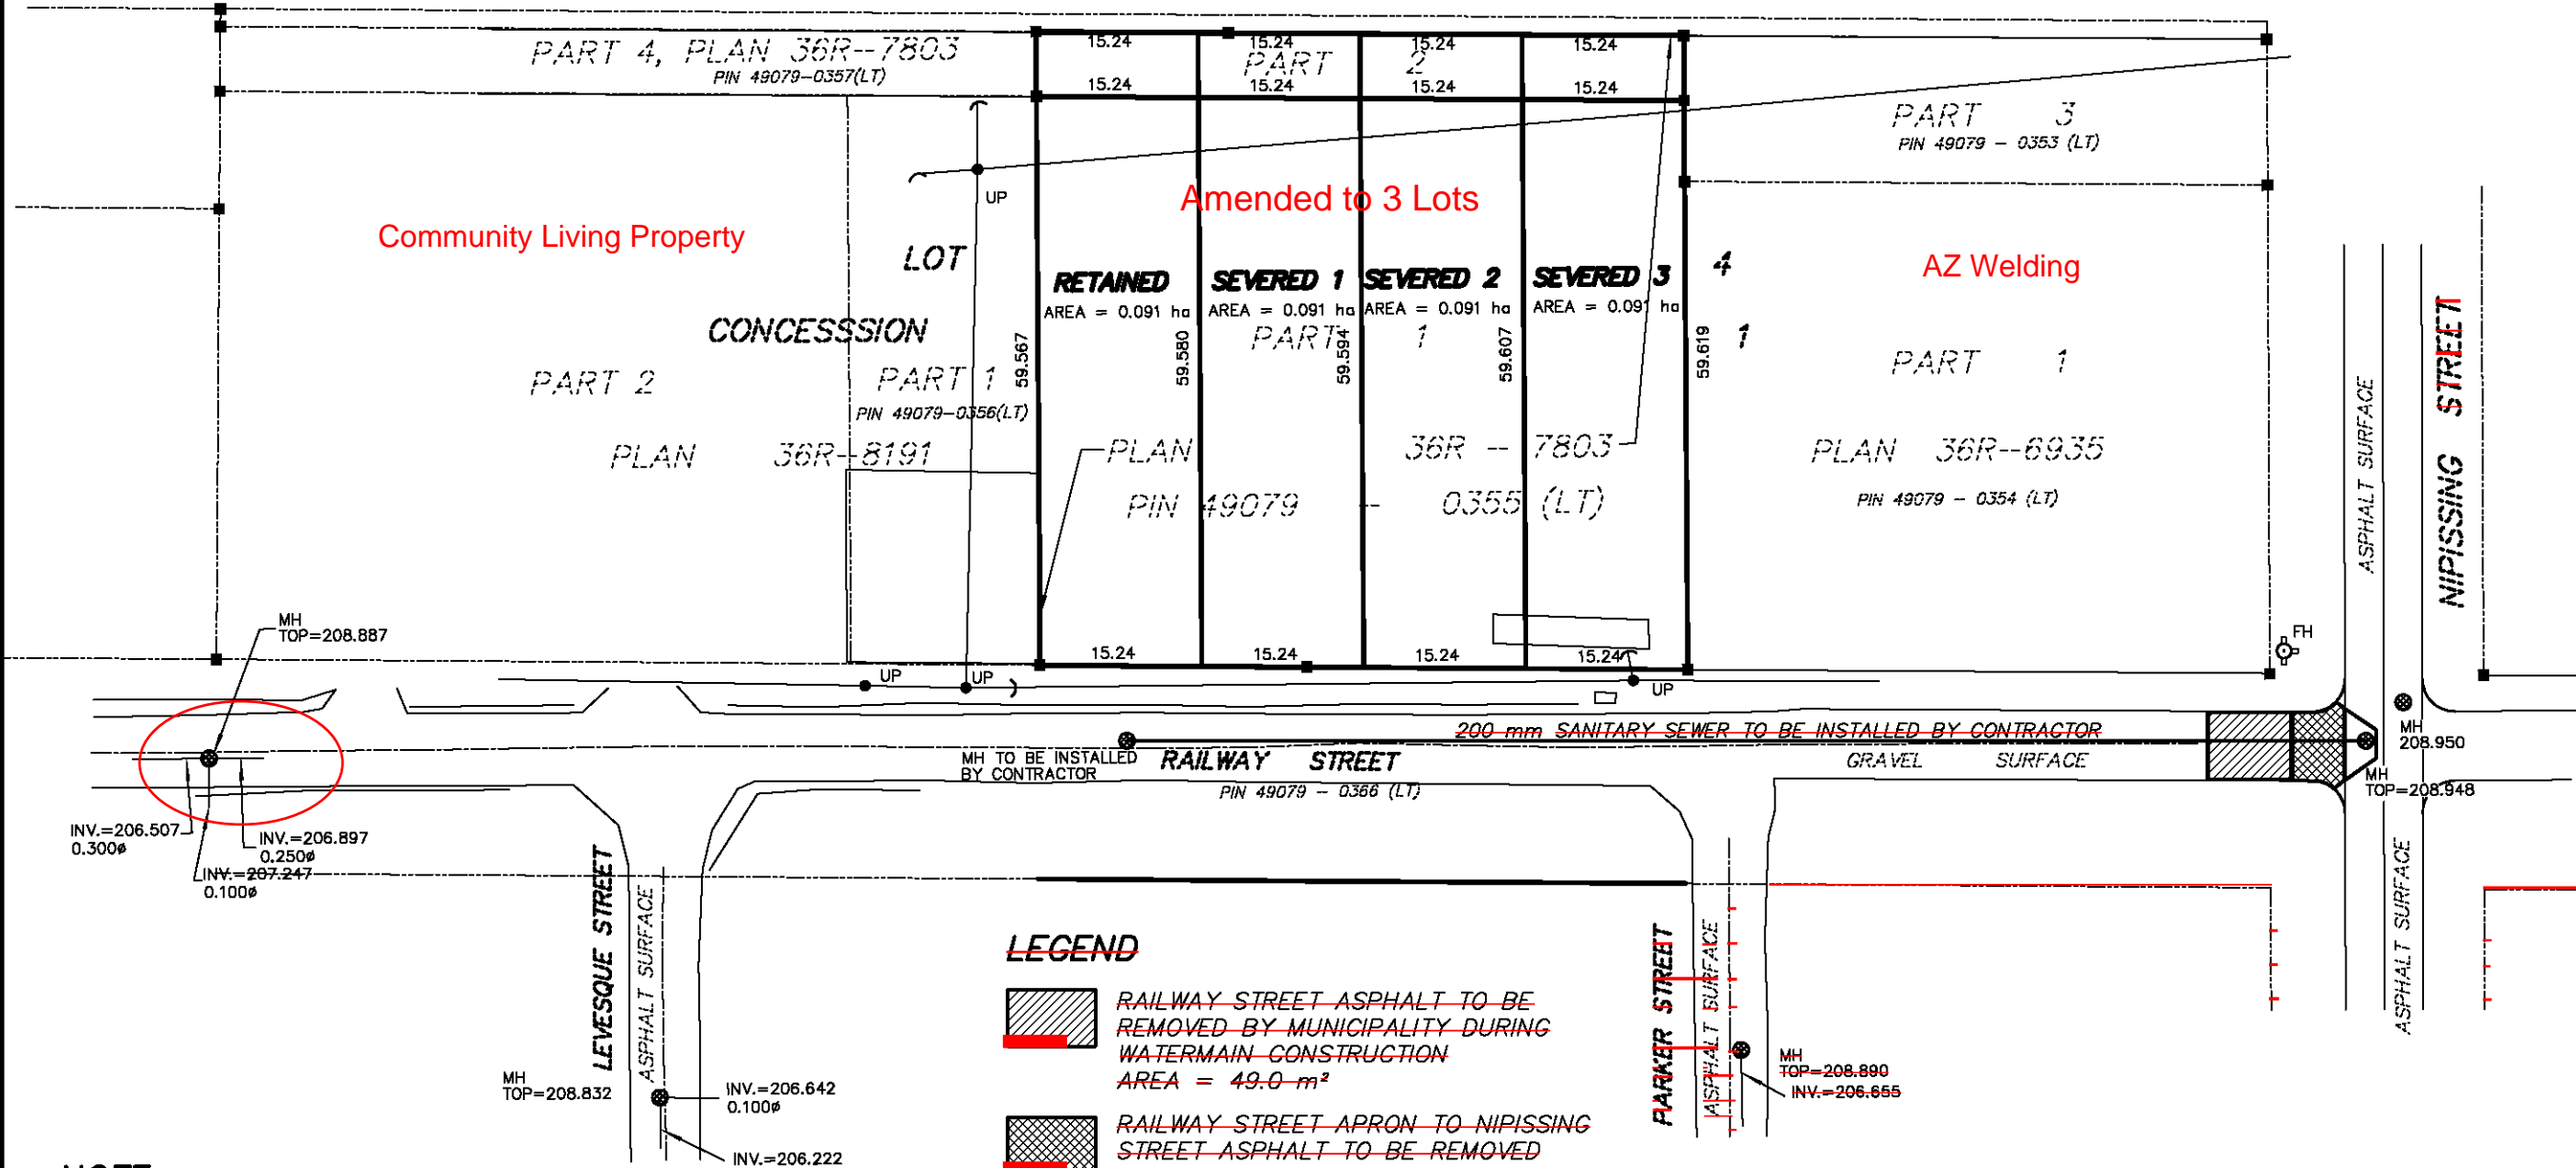 PART 4, PLAN 36R--7803
PIN 49079-0357(LT)
15.24
15.24
15.24
15.24
PART 2
15.24
15.24
15.24
15.24
PART 3
PIN 49079 - 0353 (LT)
UP
Amended to 3 Lots
Community Living Property
LOT
4
AZ Welding
RETAINED
AREA = 0.091 ha
SEVERED 1
AREA = 0.091 ha
SEVERED 2
AREA = 0.091 ha
SEVERED 3
AREA = 0.091 ha
CONCESSSION
1
PART 1
59.567
59.580
59.594
59.607
59.619
PART 2
PART 1
PIN 49079-0356(LT)
PART 1
PLAN 36R--8191
PLAN 36R -- 7803
PLAN 36R--6935
PIN 49079 -- 0355 (LT)
PIN 49079 - 0354 (LT)
ASPHALT SURFACE
NIPISSING STREET
MH
TOP=208.887
FH
15.24
15.24
15.24
15.24
UP
UP
UP
200 mm SANITARY SEWER TO BE INSTALLED BY CONTRACTOR
MH
208.950
MH TO BE INSTALLED
BY CONTRACTOR
RAILWAY STREET
GRAVEL SURFACE
PIN 49079 - 0366 (LT)
MH
TOP=208.948
INV.=206.507
0.300ø
INV.=206.897
0.250ø
INV.=207.247
0.100ø
LEVESQUE STREET
ASPHALT SURFACE
PARKER STREET
ASPHALT SURFACE
ASPHALT SURFACE
LEGEND
RAILWAY STREET ASPHALT TO BE
REMOVED BY MUNICIPALITY DURING
WATERMAIN CONSTRUCTION
AREA = 49.0 m²
MH
TOP=208.890
INV.=206.655
MH
TOP=208.832
INV.=206.642
0.100ø
RAILWAY STREET APRON TO NIPISSING
STREET ASPHALT TO BE REMOVED
INV.=206.222